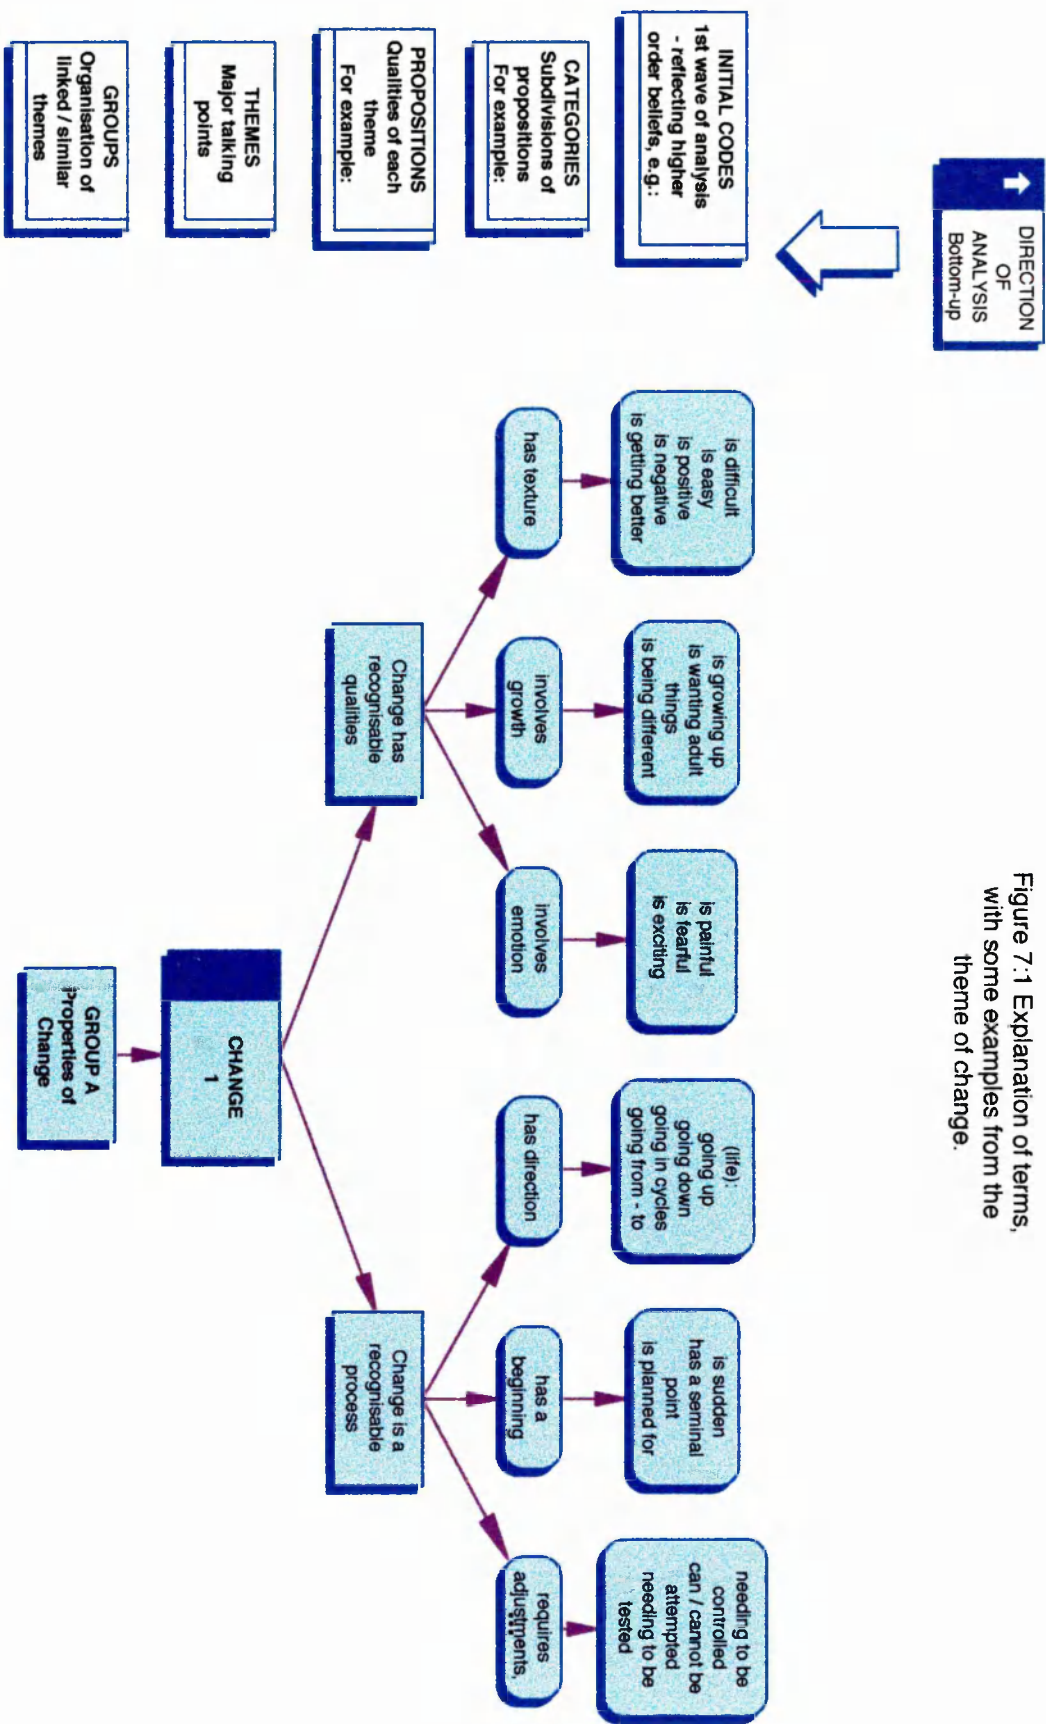 Figure 7:1 Explanation of terms,
with some examples from the
theme of change.
DIRECTION
OF
ANALYSIS
Bottom-up
INITIAL CODES
1st wave of analysis
- reflecting higher
order beliefs, e.g.:
is difficult
is easy
is positive
is negative
is getting better
is growing up
is wanting adult
things
is being different
is painful
is fearful
is exciting
(life):
going up
going down
going in cycles
going from - to
is sudden
has a seminal
point
is planned for
needing to be
controlled
can / cannot be
attempted
needing to be
tested
CATEGORIES
Subdivisions of
propositions
For example:
has texture
involves
growth
involves
emotion
has direction
has a
beginning
requires
adjustments,
...
PROPOSITIONS
Qualities of each
theme
For example:
Change has
recognisable
qualities
Change is a
recognisable
process
THEMES
Major talking
points
CHANGE
1
GROUPS
Organisation of
linked / similar
themes
GROUP A
Properties of
Change